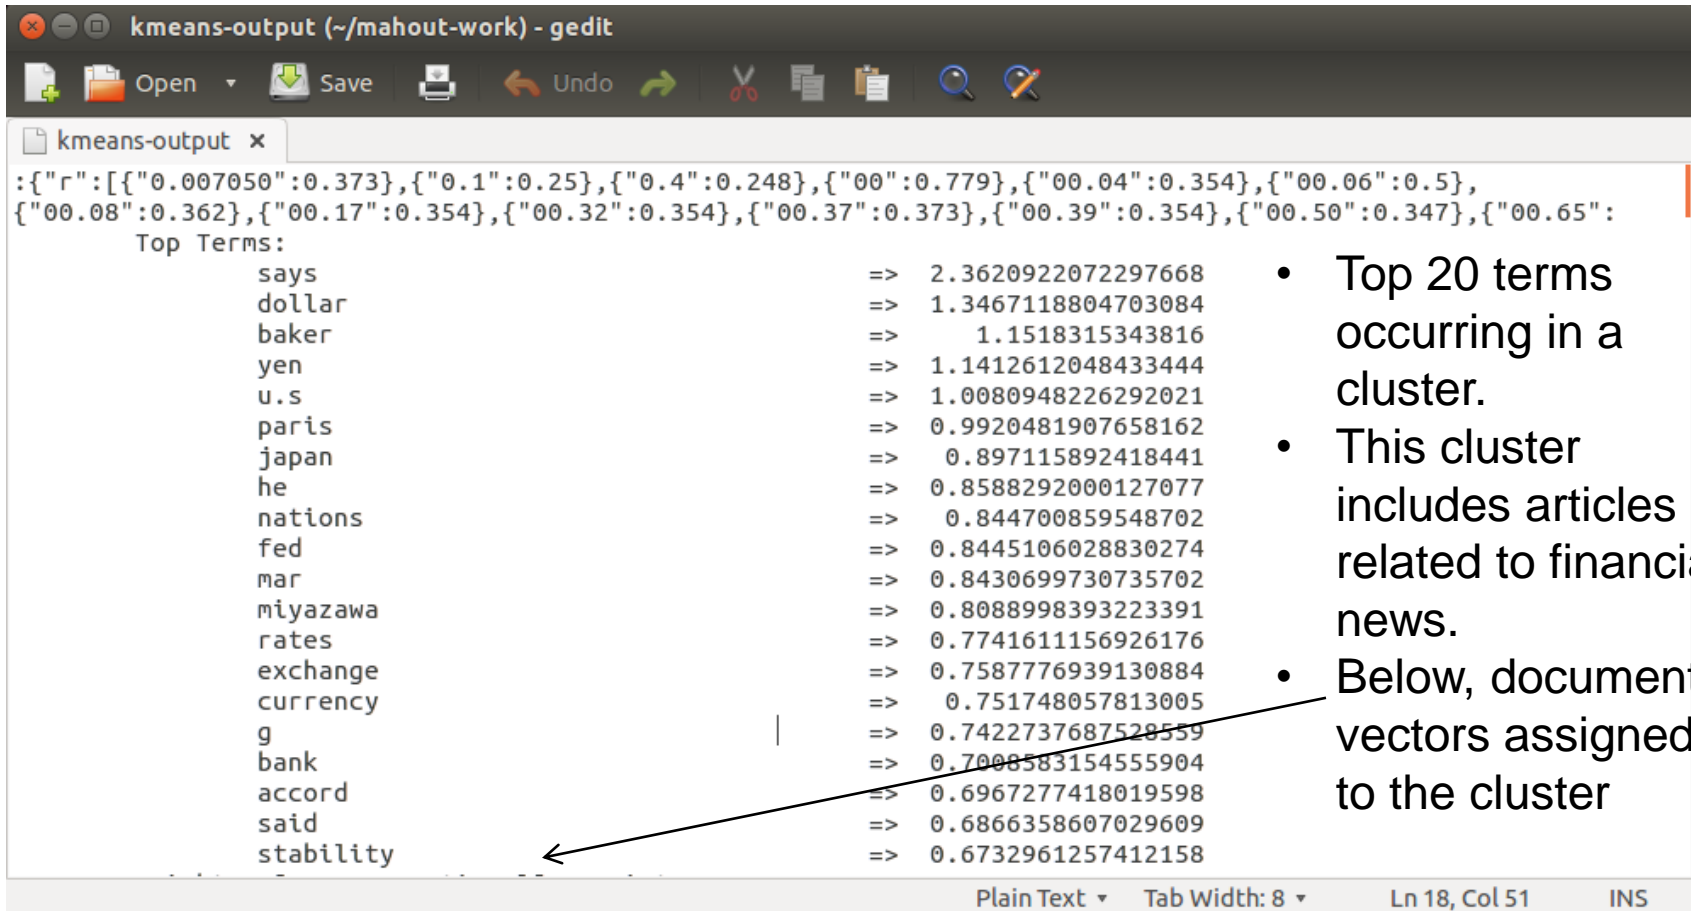 kmeans-output (~/mahout-work) - gedit
Open Save Undo
kmeans-output ×
:{"r":[{"0.007050":0.373},{"0.1":0.25},{"0.4":0.248},{"00":0.779},{"00.04":0.354},{"00.06":0.5},
{"00.08":0.362},{"00.17":0.354},{"00.32":0.354},{"00.37":0.373},{"00.39":0.354},{"00.50":0.347},{"00.65":
Top Terms:
says => 2.3620922072297668
dollar => 1.3467118804703084
baker => 1.1518315343816
yen => 1.1412612048433444
u.s => 1.0080948226292021
paris => 0.9920481907658162
japan => 0.897115892418441
he => 0.8588292000127077
nations => 0.844700859548702
fed => 0.8445106028830274
mar => 0.8430699730735702
miyazawa => 0.8088998393223391
rates => 0.7741611156926176
exchange => 0.7587776939130884
currency => 0.751748057813005
g => 0.7422737687528559
bank => 0.7008583154555904
accord => 0.6967277418019598
said => 0.6866358607029609
stability => 0.6732961257412158
• Top 20 terms
occurring in a
cluster.
• This cluster
includes articles
related to financi
news.
• Below, document
vectors assigned
to the cluster
Plain Text Tab Width: 8 Ln 18, Col 51 INS